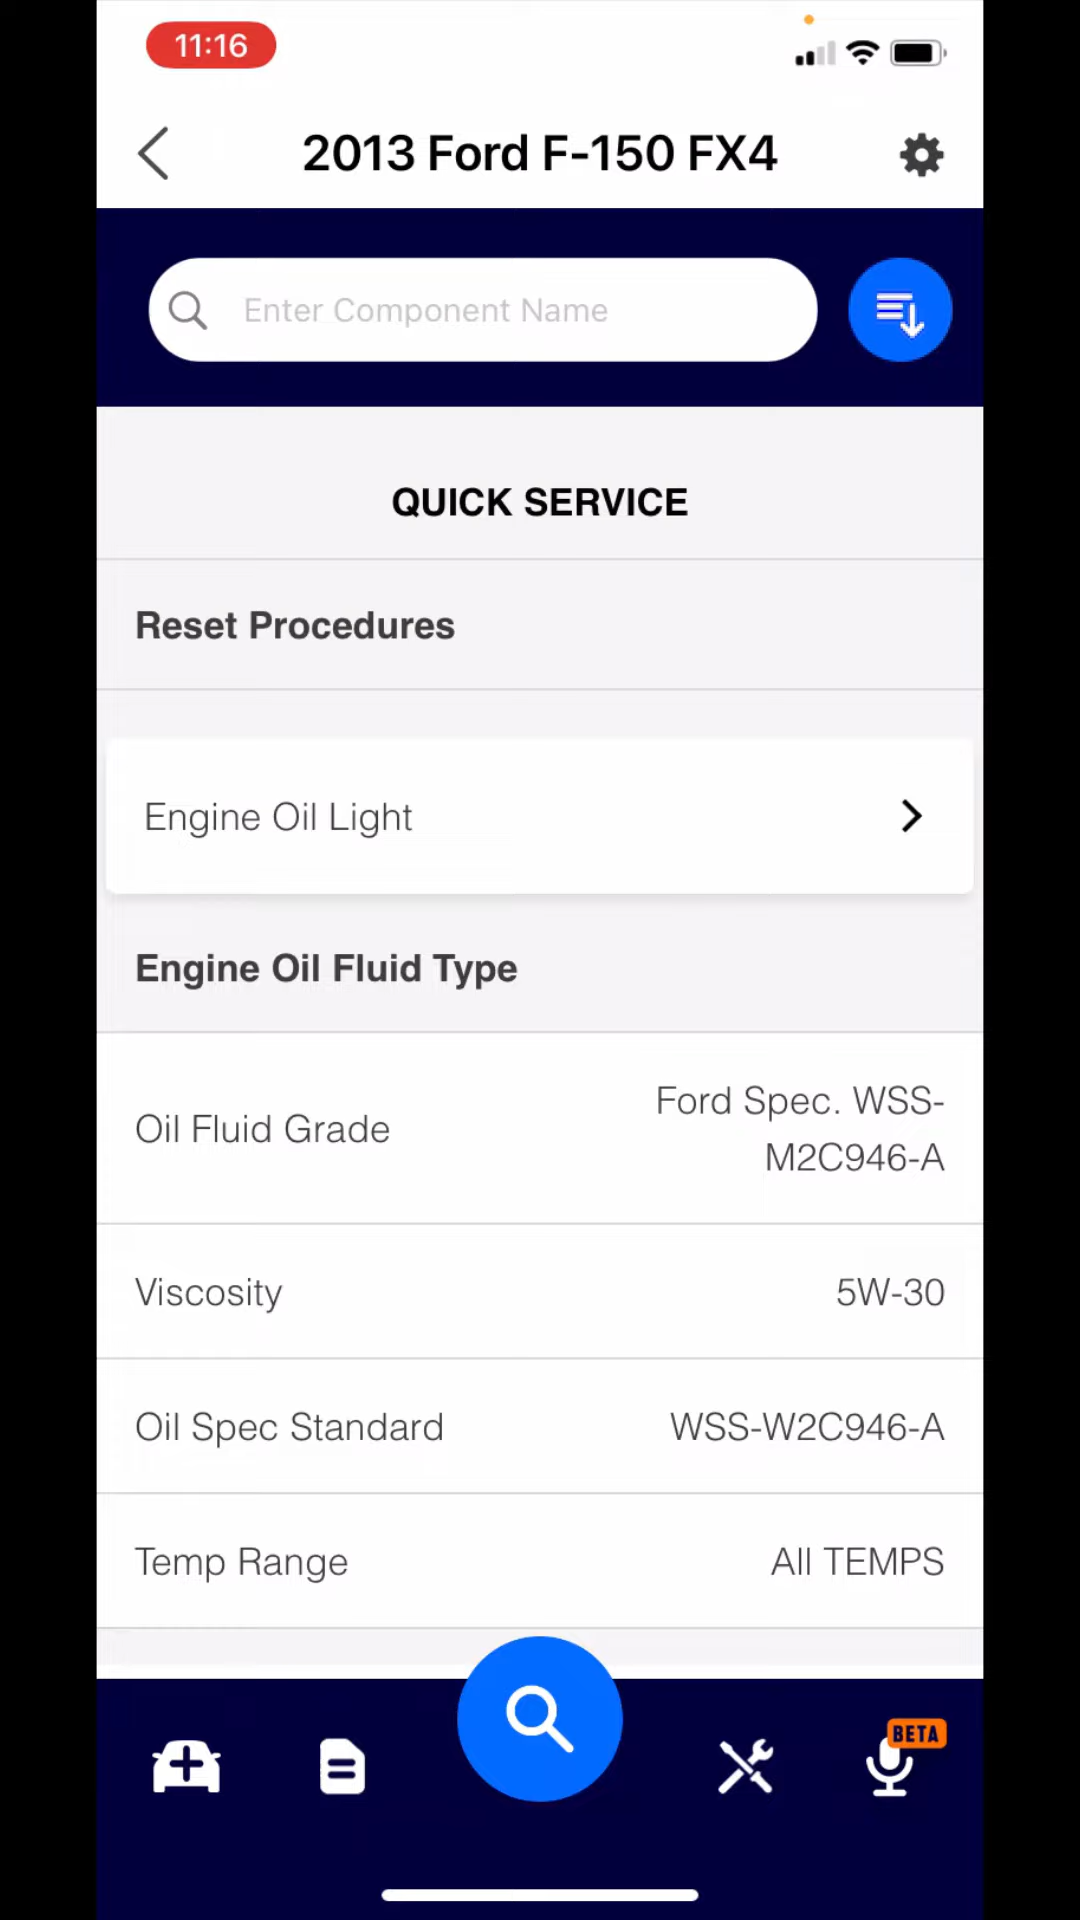 11:16
2013 Ford F-150 FX4
Enter Component Name
QUICK SERVICE
Reset Procedures
Engine Oil Light
Engine Oil Fluid Type
Oil Fluid Grade
Ford Spec. WSS-
M2C946-A
Viscosity
5W-30
Oil Spec Standard
WSS-W2C946-A
Temp Range
All TEMPS
BETA